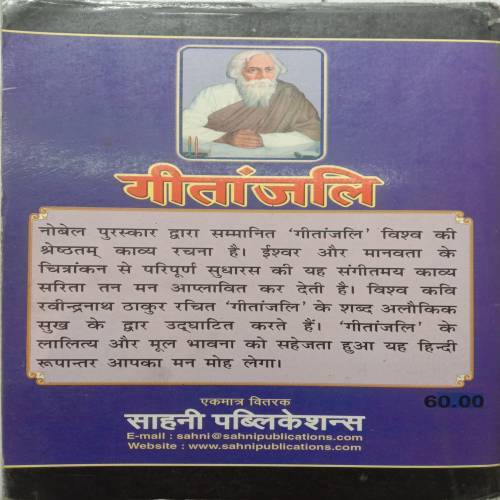 गीतांजलि
नोबेल पुरस्कार द्वारा सम्मानित ‘गीतांजलि’ विश्व की
श्रेष्ठतम् काव्य रचना है। ईश्वर और मानवता के
चित्रांकन से परिपूर्ण सुधारस की यह संगीतमय काव्य
सरिता तन मन आप्लावित कर देती है। विश्व कवि
रवीन्द्रनाथ ठाकुर रचित ‘गीतांजलि’ के शब्द अलौकिक
सुख के द्वार उद्घाटित करते हैं। ‘गीतांजलि’ के
लालित्य और मूल भावना को सहेजता हुआ यह हिन्दी
रूपान्तर आपका मन मोह लेगा।
एकमात्र वितरक
60.00
साहनी पब्लिकेशन्स
E-mail : sahni@sahnipublications.com
Website : www.sahnipublications.com